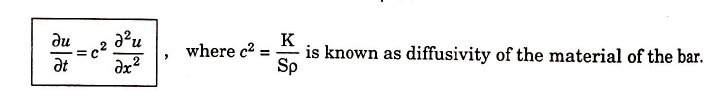 ∂u/∂t = c² ∂²u/∂x² , where c² = K/Sρ is known as diffusivity of the material of the bar.